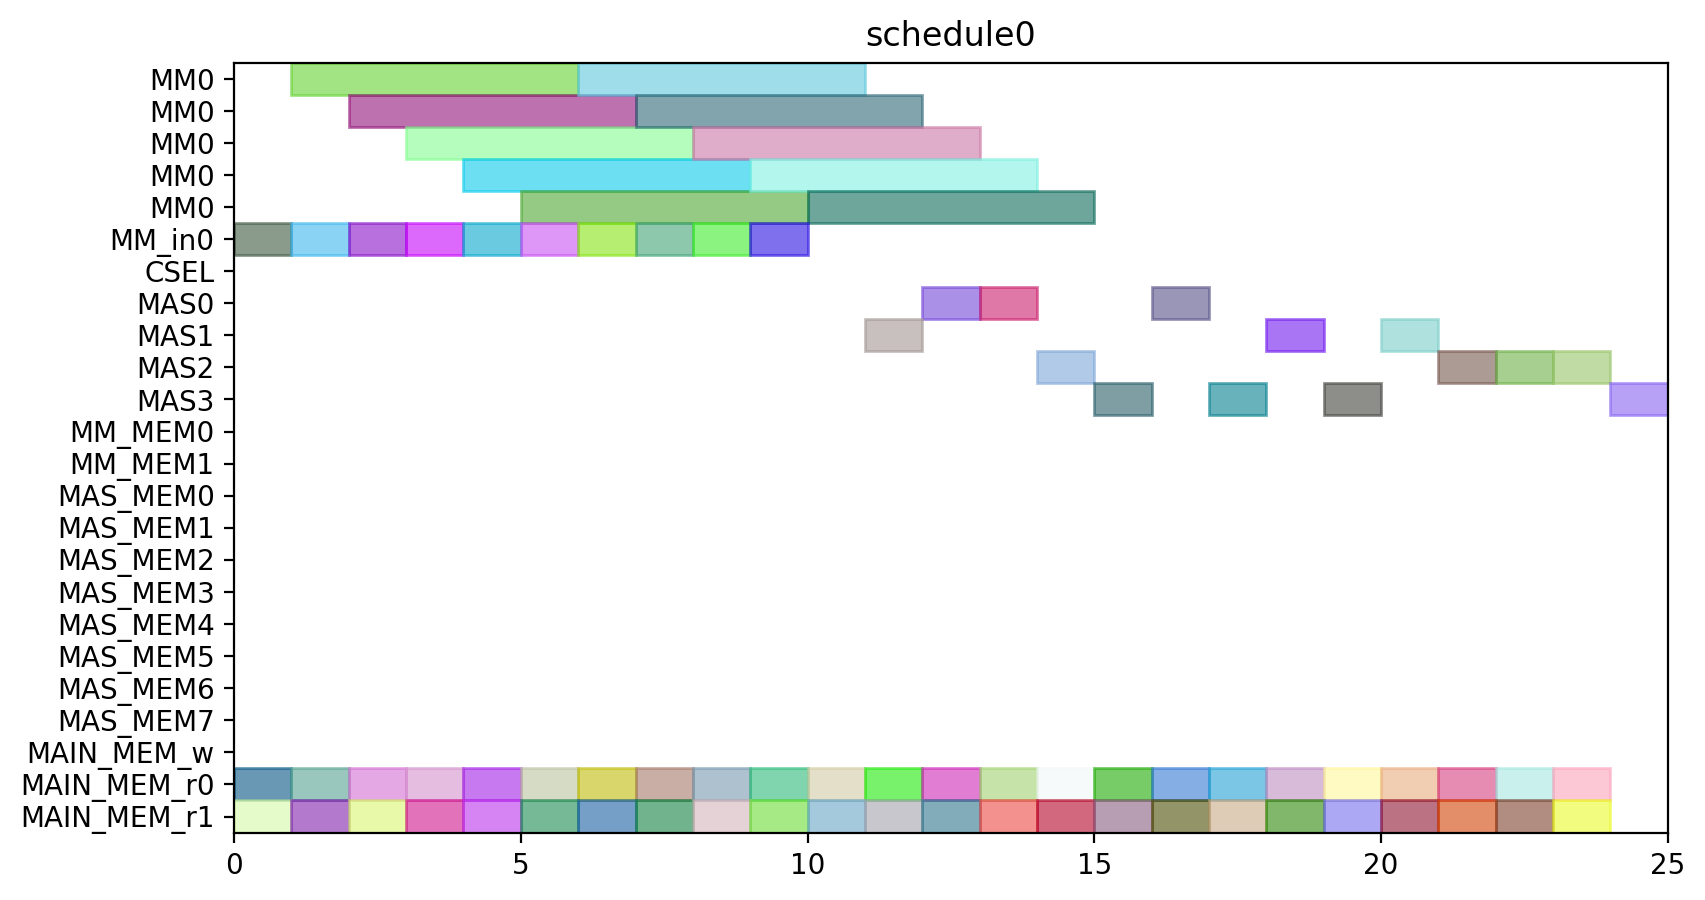 schedule0
MM0
MM0
MM0
MM0
MM0
MM_in0
CSEL
MAS0
MAS1
MAS2
MAS3
MM_MEM0
MM_MEM1
MAS_MEM0
MAS_MEM1
MAS_MEM2
MAS_MEM3
MAS_MEM4
MAS_MEM5
MAS_MEM6
MAS_MEM7
MAIN_MEM_w
MAIN_MEM_r0
MAIN_MEM_r1
0 5 10 15 20 25